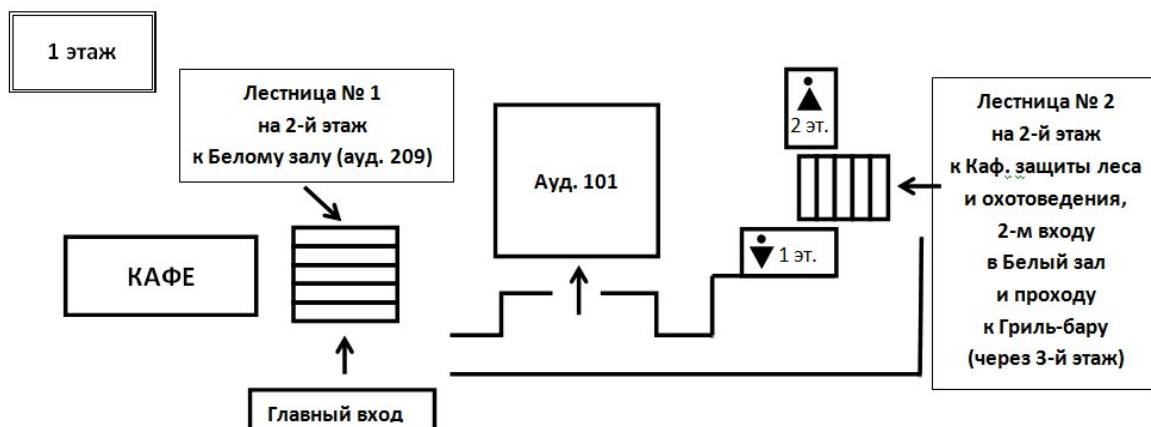 1 этаж
Лестница № 1
на 2-й этаж
к Белому залу (ауд. 209)
КАФЕ
Главный вход
Ауд. 101
2 эт.
1 эт.
Лестница № 2
на 2-й этаж
к Каф. защиты леса
и охотоведения,
2-м входу
в Белый зал
и проходу
к Гриль-бару
(через 3-й этаж)